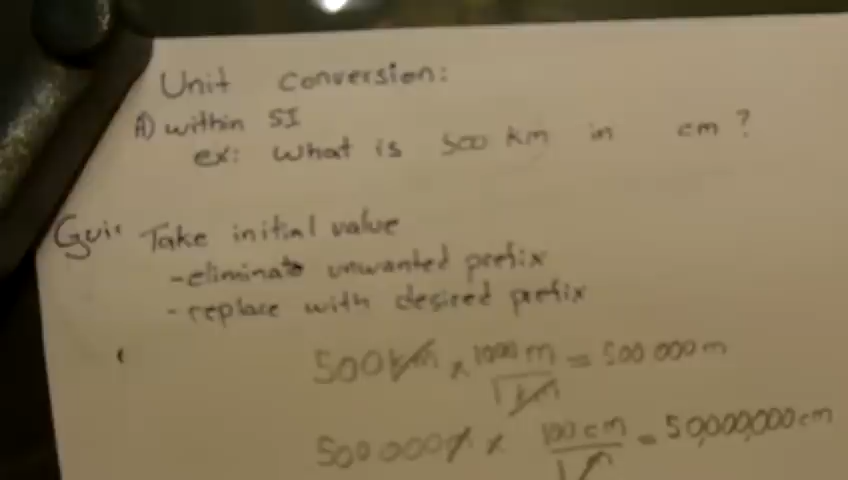 Unit conversion:
A) within SI
ex: What is 500 km in cm?
Take initial value
-eliminate unwanted prefix
-replace with desired prefix
500 km x 1000 m / 1 km = 500 000 m
500 000 m x 100 cm / 1 m = 50,000,000 cm